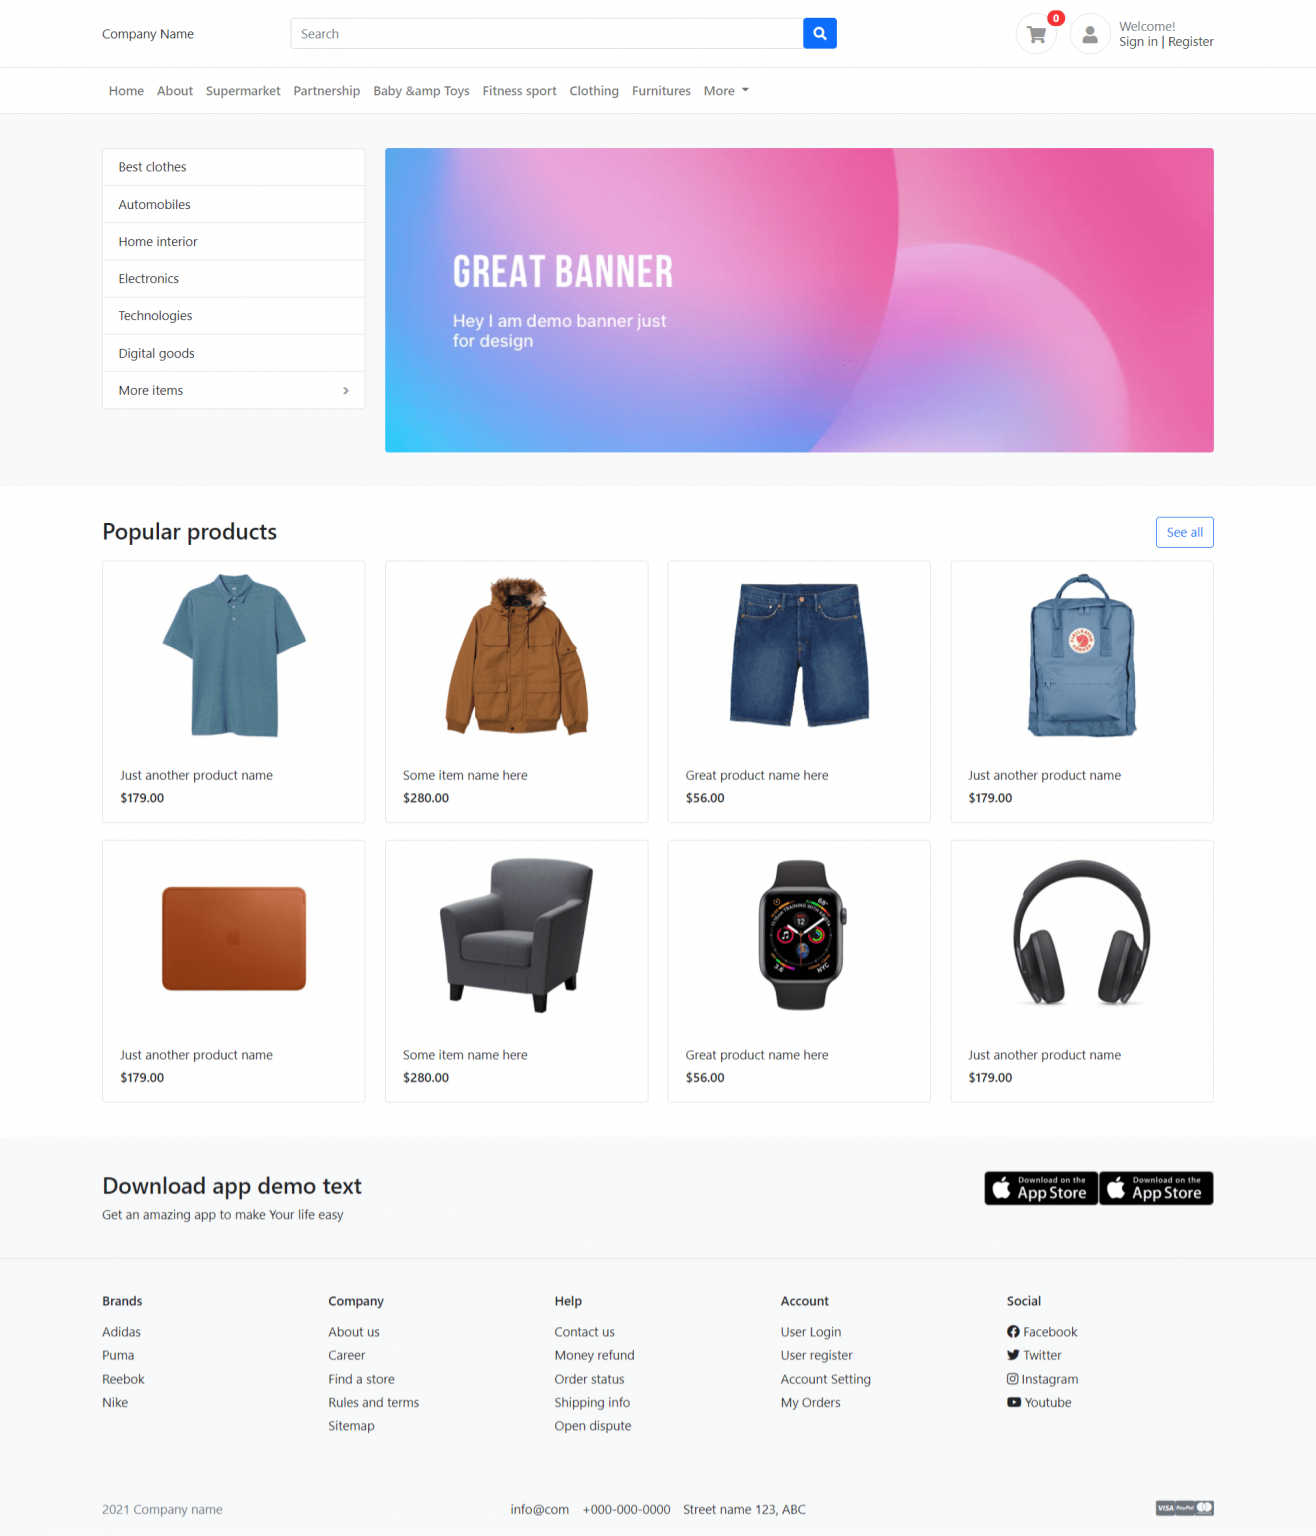 Company Name
Search
0
Welcome!
Sign in | Register
Home About Supermarket Partnership Baby &amp Toys Fitness sport Clothing Furnitures More
Best clothes
Automobiles
Home interior
Electronics
Technologies
Digital goods
More items
GREAT BANNER
Hey I am demo banner just
for design
Popular products
See all
Just another product name
$179.00
Some item name here
$280.00
Great product name here
$56.00
Just another product name
$179.00
Just another product name
$179.00
Some item name here
$280.00
Great product name here
$56.00
Just another product name
$179.00
Download app demo text
Get an amazing app to make Your life easy
Download on the
App Store
Download on the
App Store
Brands
Adidas
Puma
Reebok
Nike
Company
About us
Career
Find a store
Rules and terms
Sitemap
Help
Contact us
Money refund
Order status
Shipping info
Open dispute
Account
User Login
User register
Account Setting
My Orders
Social
Facebook
Twitter
Instagram
Youtube
2021 Company name
info@com +000-000-0000 Street name 123, ABC
VISA PayPal